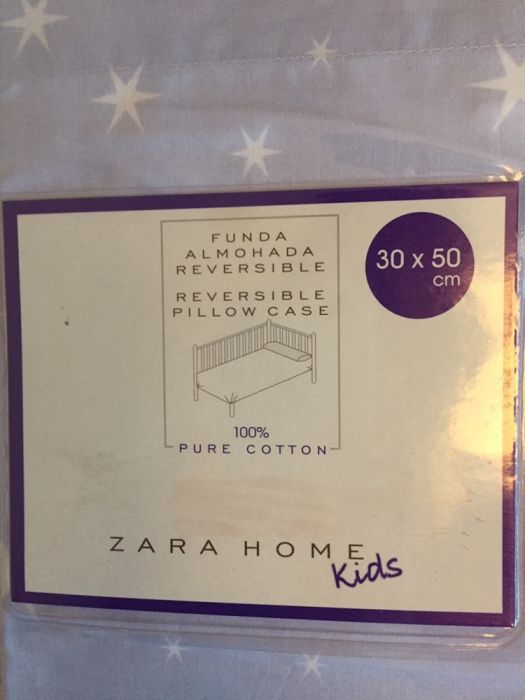 FUNDA
ALMOHADA
REVERSIBLE
REVERSIBLE
PILLOW CASE
30 x 50
cm
100%
PURE COTTON
ZARA HOME
Kids